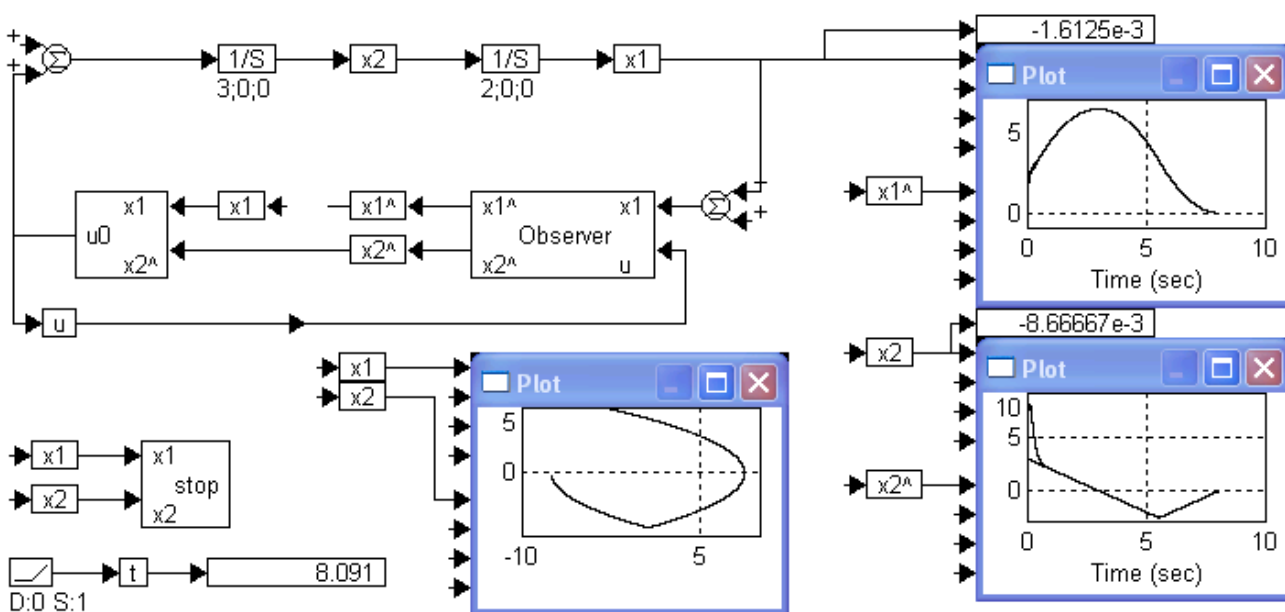 -1.6125e-3
+
+
Σ
1/S
x2
1/S
x1
3;0;0
2;0;0
Plot
5
0
0
5
10
Time (sec)
x1
x1
x1^
x1^
x1
Σ
+
+
x1^
u0
Observer
x2^
x2^
x2^
u
u
-8.66667e-3
x2
Plot
10
5
0
0
5
10
Time (sec)
x2^
x1
x2
Plot
5
0
-10
5
x1
x1
stop
x2
x2
t
8.091
D:0 S:1